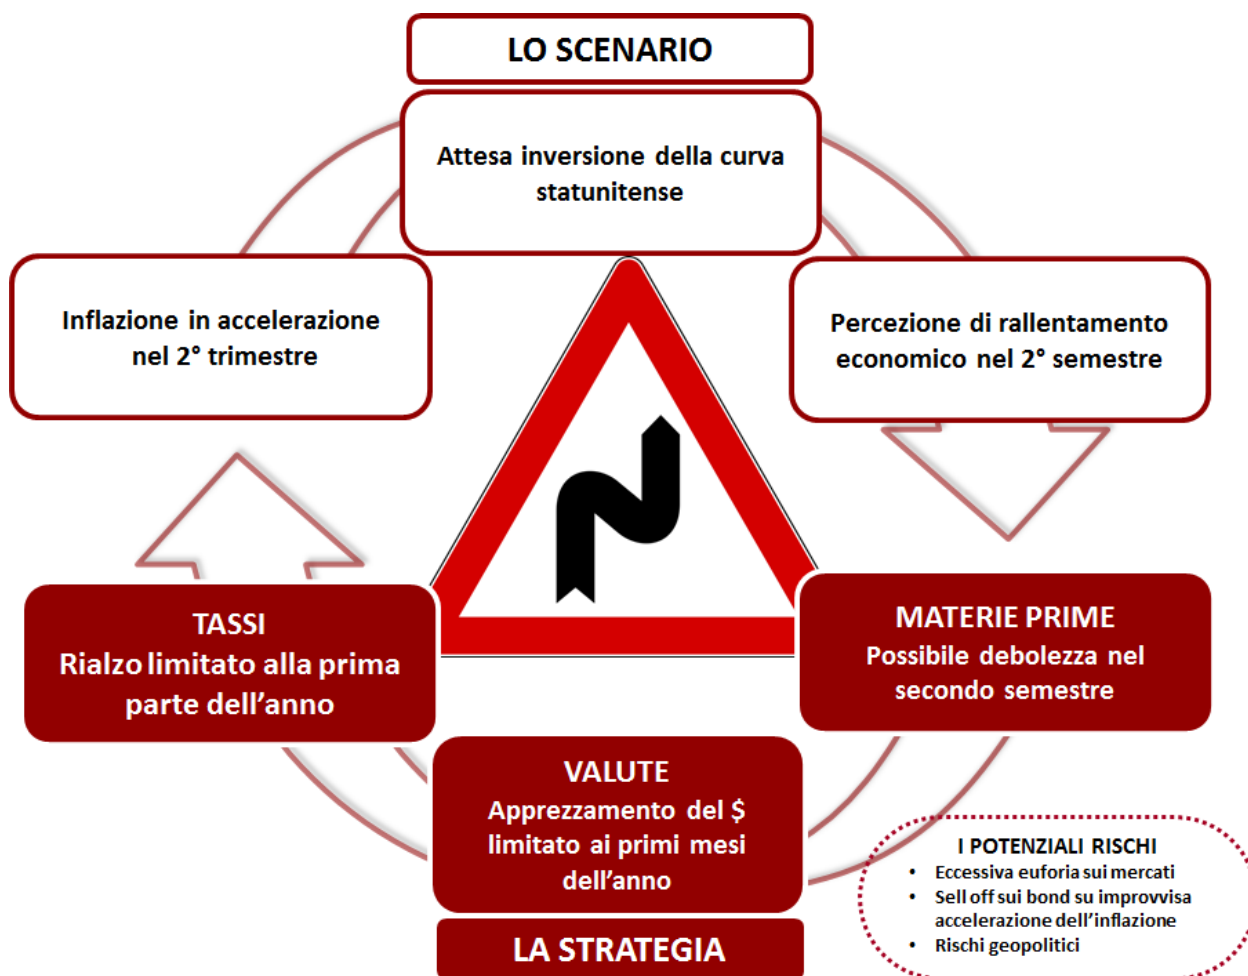 LO SCENARIO
Attesa inversione della curva
statunitense
Inflazione in accelerazione
nel 2° trimestre
Percezione di rallentamento
economico nel 2° semestre
TASSI
Rialzo limitato alla prima
parte dell'anno
MATERIE PRIME
Possibile debolezza nel
secondo semestre
VALUTE
Apprezzamento del $
limitato ai primi mesi
dell'anno
LA STRATEGIA
I POTENZIALI RISCHI
• Eccessiva euforia sui mercati
• Sell off sui bond su improvvisa
accelerazione dell'inflazione
• Rischi geopolitici